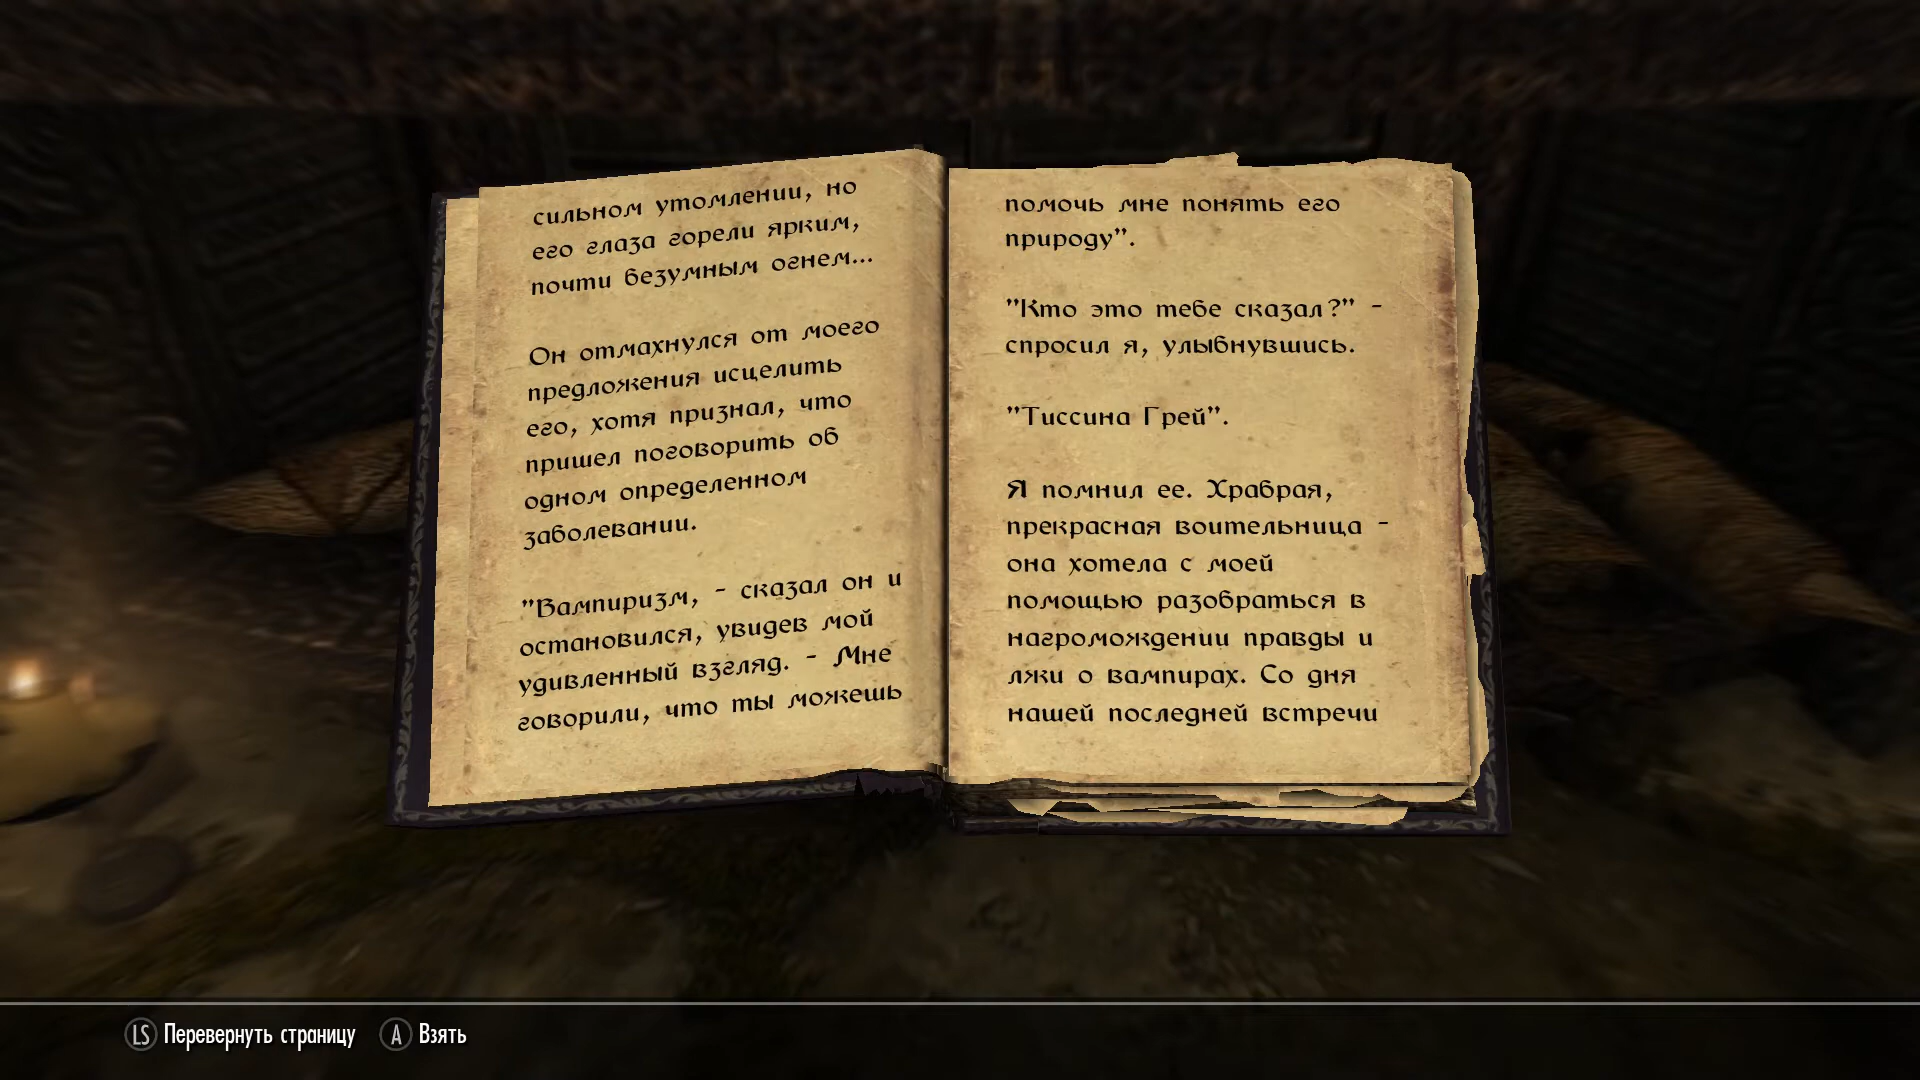 сильном утомлении, но
его глаза горели ярким,
почти безумным огнем...
Он отмахнулся от моего
предложения исцелить
его, хотя признал, что
пришел поговорить об
одном определенном
заболевании.
"Вампиризм, - сказал он и
остановился, увидев мой
удивленный взгляд. - Мне
говорили, что ты можешь
помочь мне понять его
природу".
"Кто это тебе сказал?" -
спросил я, улыбнувшись.
"Тиссина Грей".
Я помнил ее. Храбрая,
прекрасная воительница -
она хотела с моей
помощью разобраться в
нагромождении правды и
лжи о вампирах. Со дня
нашей последней встречи
LS Перевернуть страницу A Взять